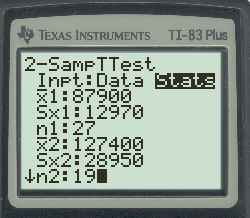 TEXAS INSTRUMENTS TI-83 Plus
2-SampTTest
Inpt:Data Stats
x̄1:87900
Sx1:12970
n1:27
x̄2:127400
Sx2:28950
↓n2:19